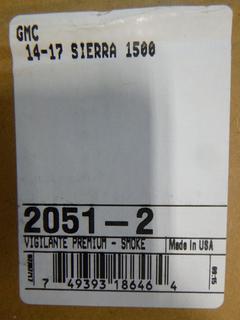 GMC
14-17 SIERRA 1500
2051-2
VIGILANTE PREMIUM - SMOKE
Made In USA
7 49393 18646 4